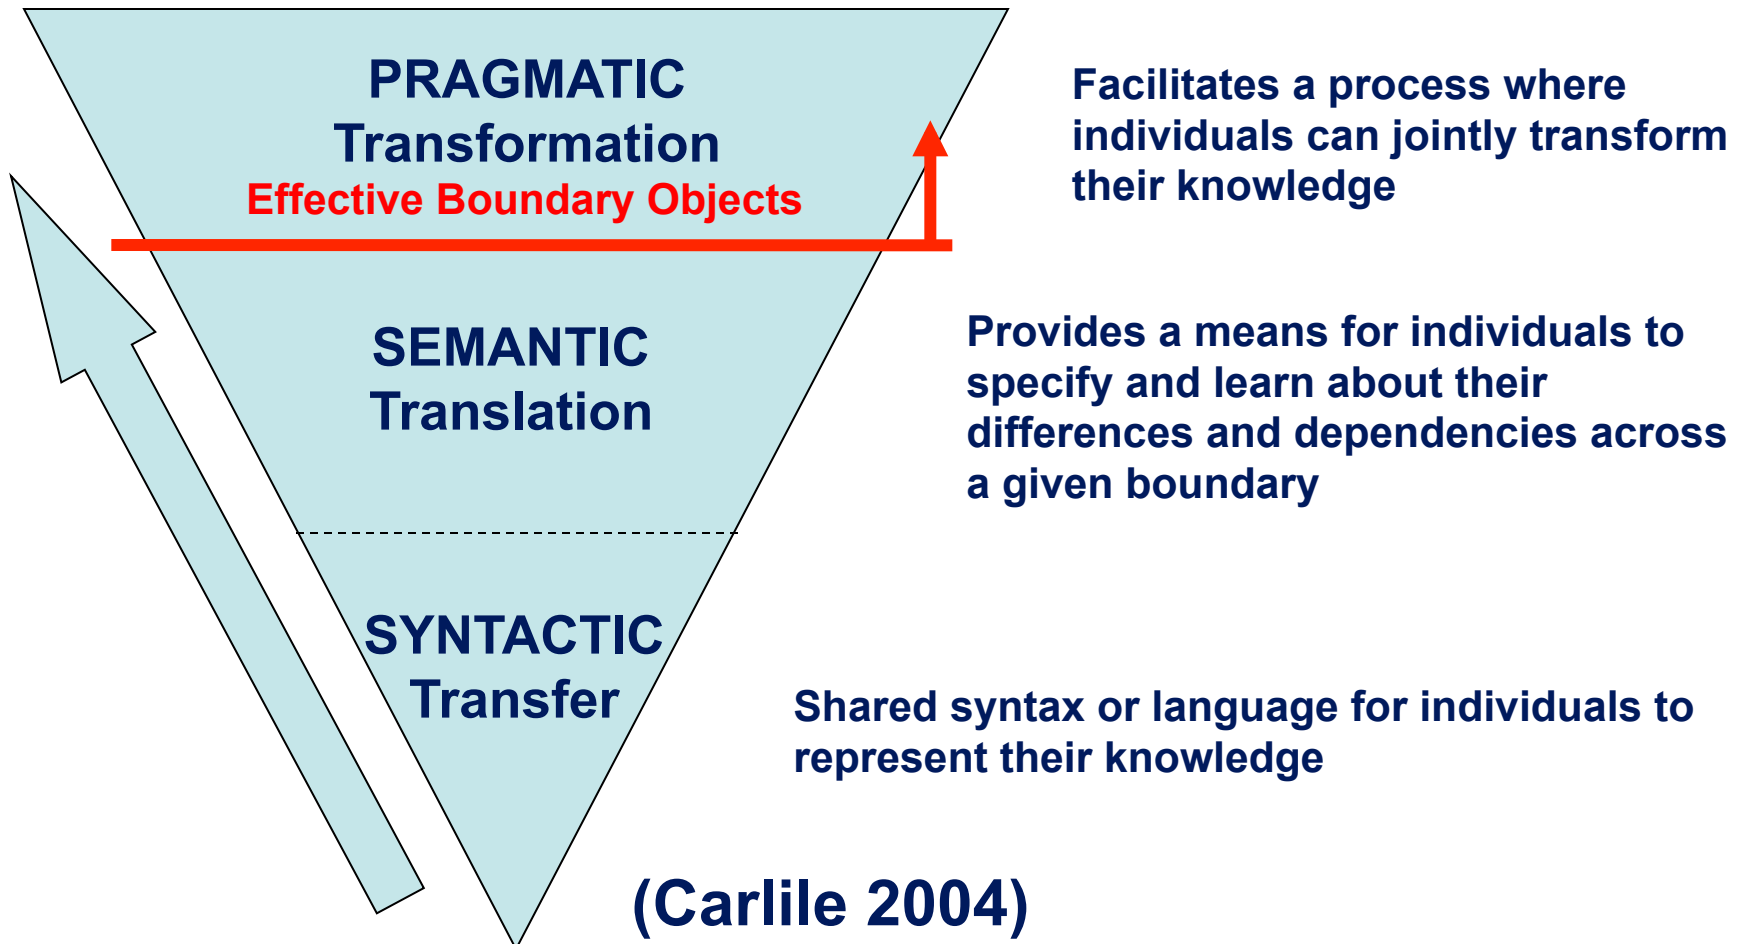 PRAGMATIC
Transformation
Effective Boundary Objects
Facilitates a process where
individuals can jointly transform
their knowledge
SEMANTIC
Translation
Provides a means for individuals to
specify and learn about their
differences and dependencies across
a given boundary
SYNTACTIC
Transfer
Shared syntax or language for individuals to
represent their knowledge
(Carlile 2004)